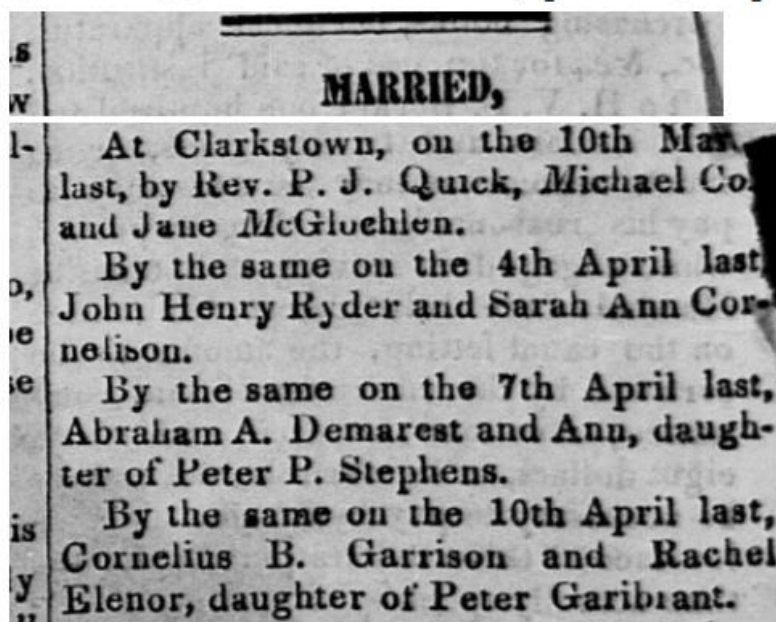 MARRIED,
At Clarkstown, on the 10th
last, by Rev. P. J. Quick, Michael
and Jane McGlochlen.
By the same on the 4th April last,
John Henry Ryder and Sarah Ann Cor-
nelison.
By the same on the 7th April last,
Abraham A. Demarest and Ann, daugh-
ter of Peter P. Stephens.
By the same on the 10th April last,
Cornelius B. Garrison and Rachel
Elenor, daughter of Peter Garibrant.